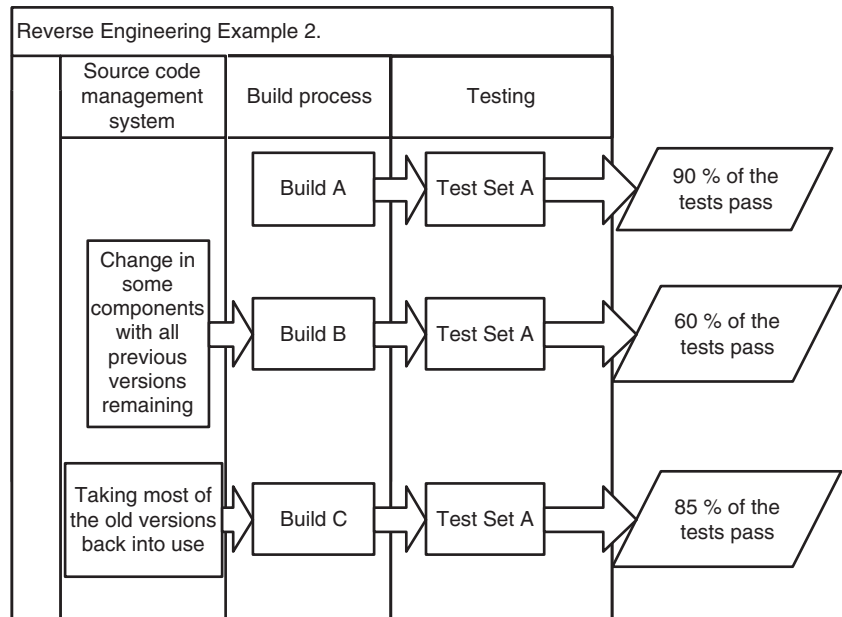 Reverse Engineering Example 2.
Source code
management
system
Build process
Testing
Build A
Test Set A
90 % of the
tests pass
Change in
some
components
with all
previous
versions
remaining
Build B
Test Set A
60 % of the
tests pass
Taking most of
the old versions
back into use
Build C
Test Set A
85 % of the
tests pass